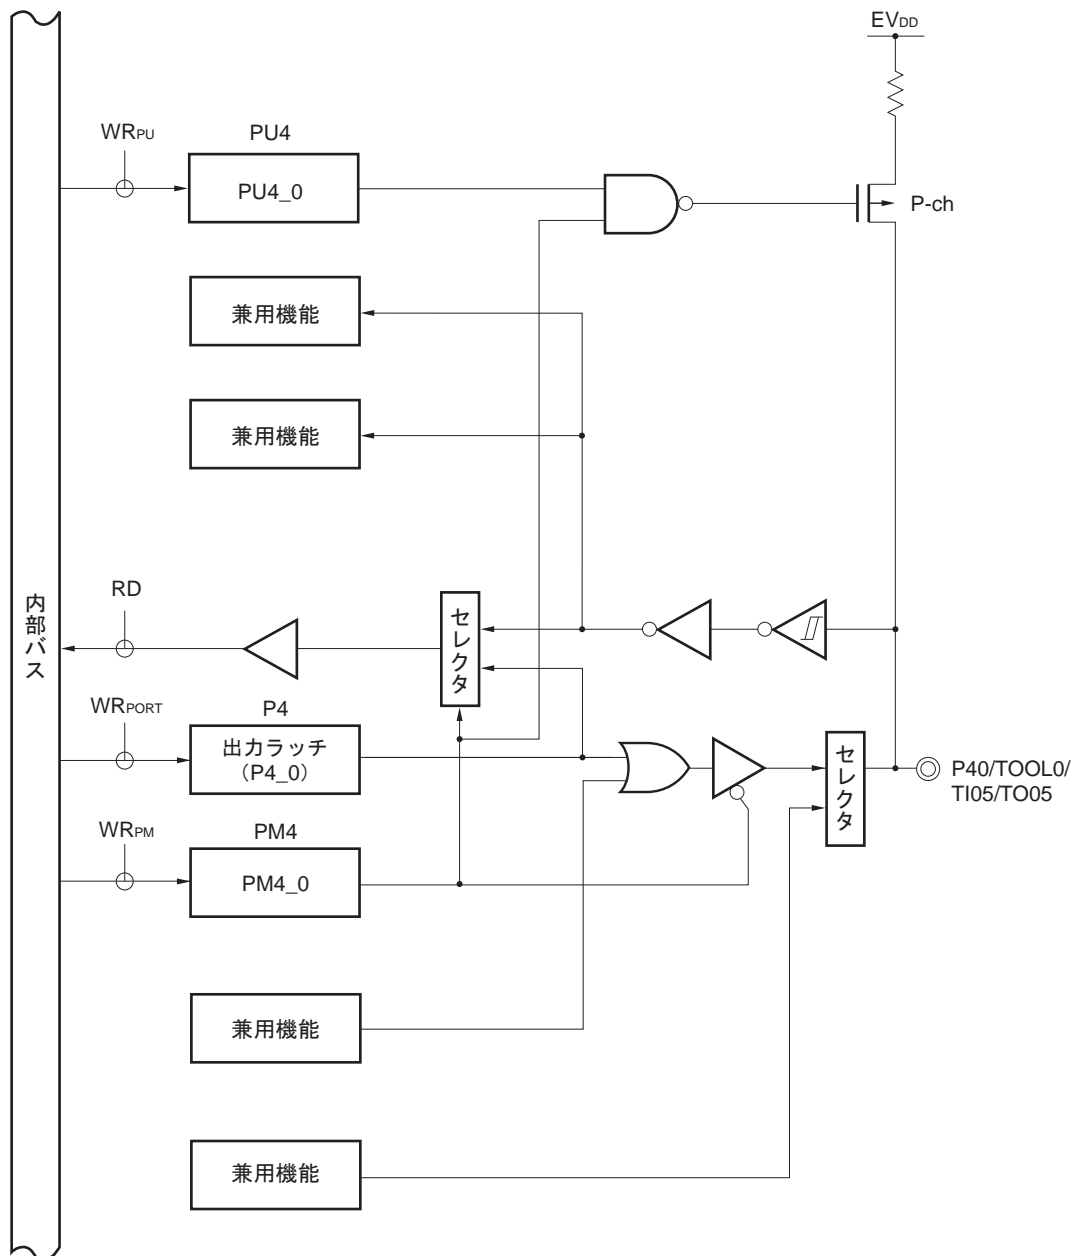 EVDD
WRPU
PU4
PU4_0
P-ch
兼用機能
兼用機能
内部バス
RD
セレクタ
WRPORT
P4
出力ラッチ
(P4_0)
セレクタ
P40/TOOL0/
TI05/TO05
WRPM
PM4
PM4_0
兼用機能
兼用機能